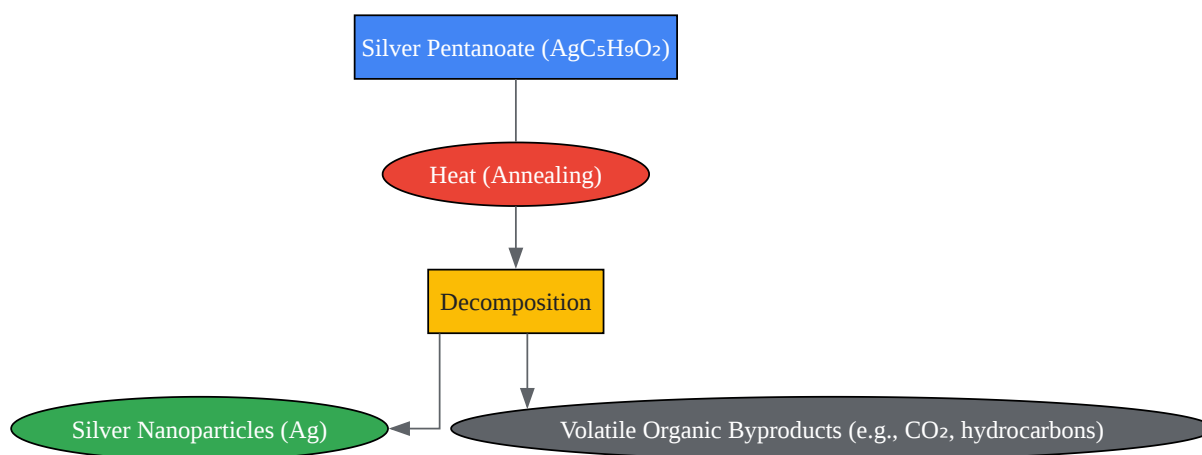 Silver Pentanoate (AgC₅H₉O₂)
Heat (Annealing)
Decomposition
Silver Nanoparticles (Ag)
Volatile Organic Byproducts (e.g., CO₂, hydrocarbons)